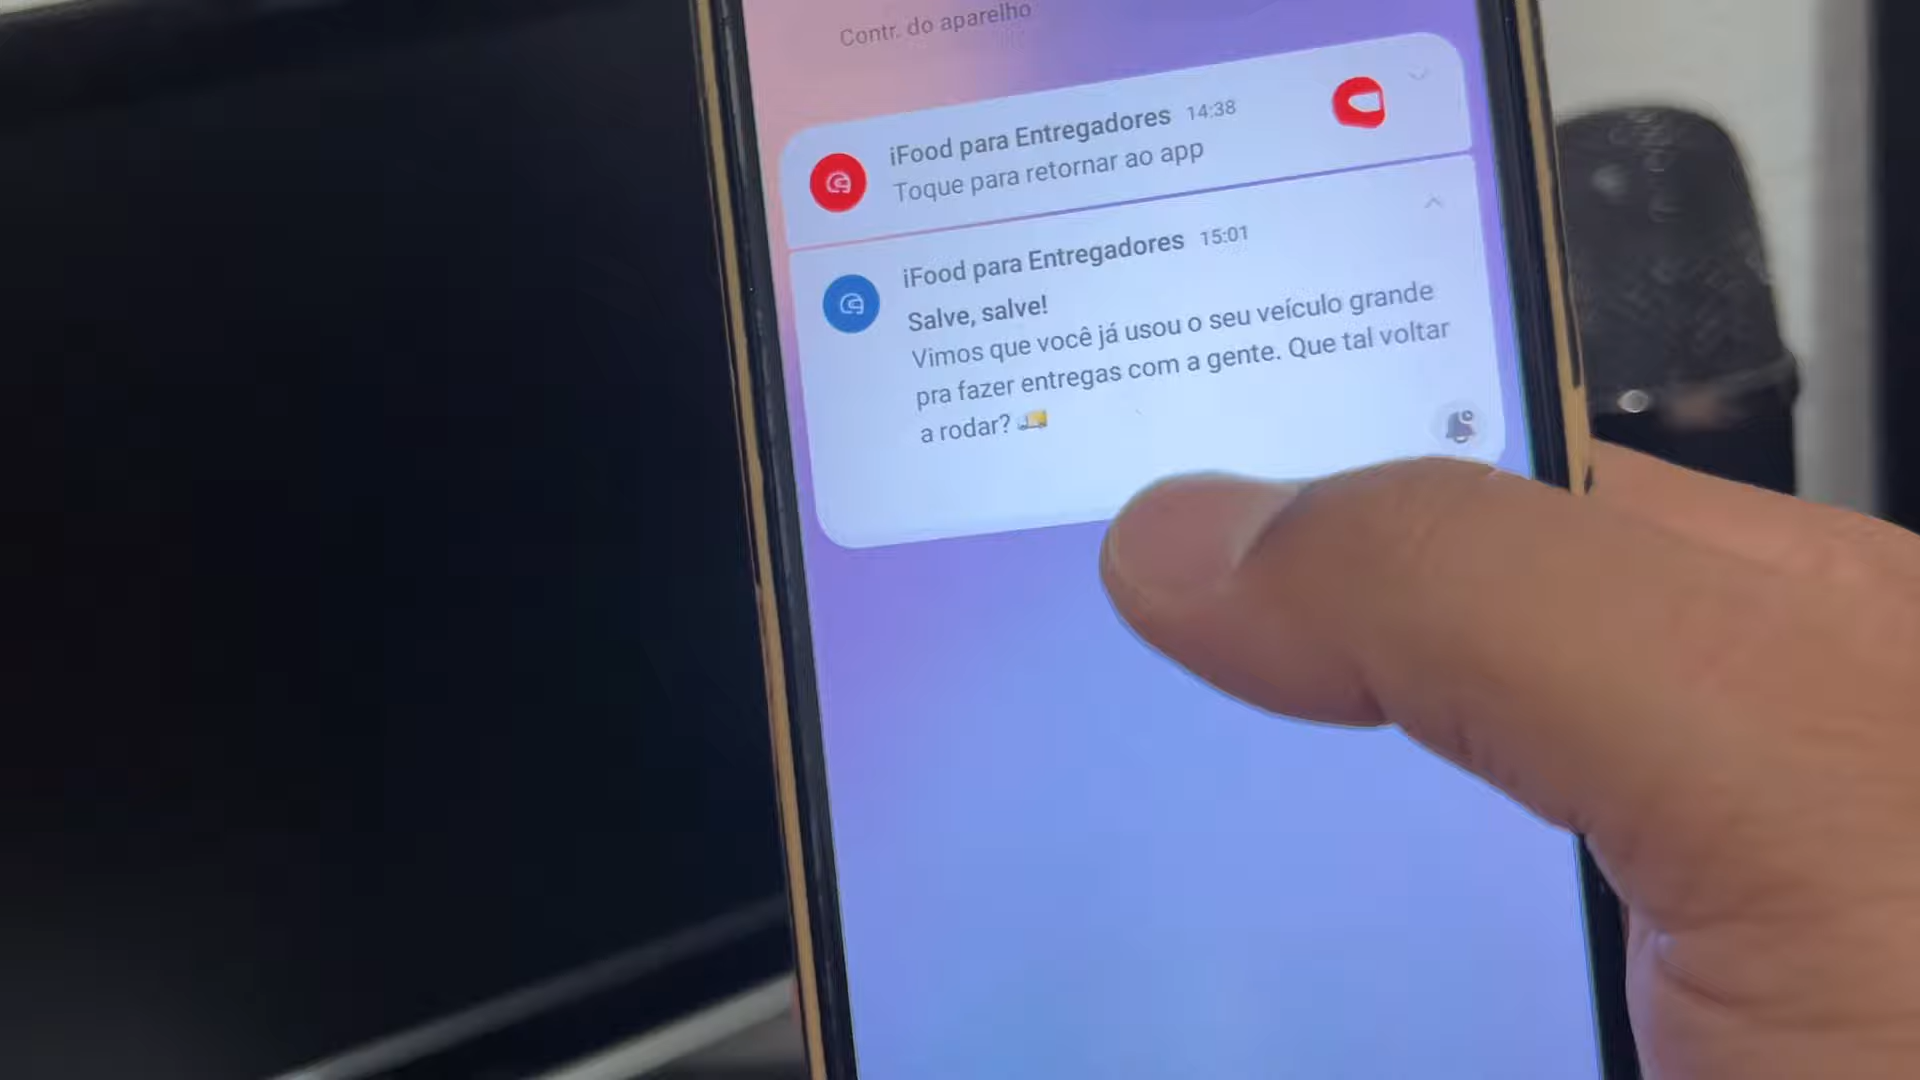 Contr. do aparelho
iFood para Entregadores 14:38
Toque para retornar ao app
iFood para Entregadores 15:01
Salve, salve!
Vimos que você já usou o seu veículo grande
pra fazer entregas com a gente. Que tal voltar
a rodar? 🚚